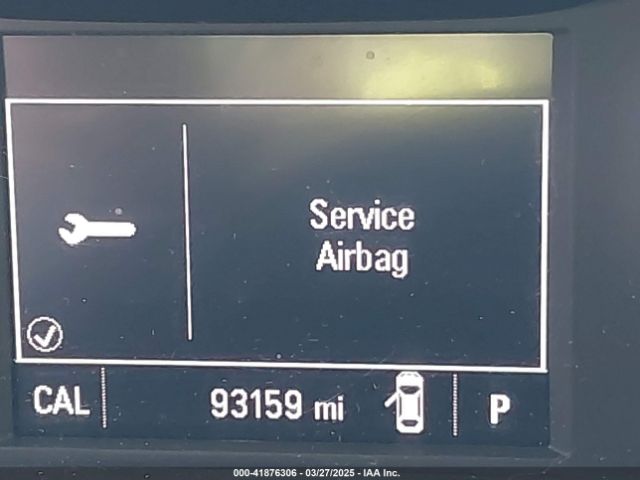 Service
Airbag
CAL 93159 mi P
000-41876306 - 03/27/2025 - IAA Inc.